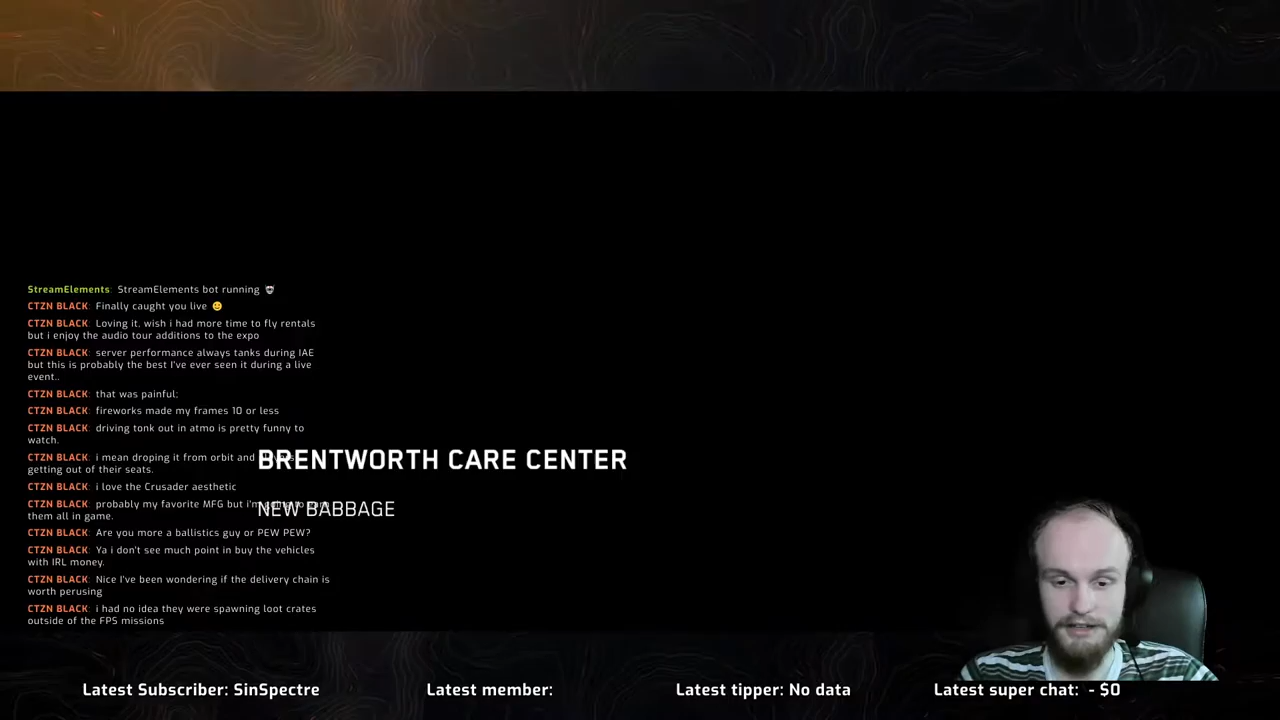 StreamElements: StreamElements bot running
CTZN BLACK: Finally caught you live
CTZN BLACK: Loving it, wish i had more time to fly rentals
but i enjoy the audio tour additions to the expo
CTZN BLACK: server performance always tanks during IAE
but this is probably the best I've ever seen it during a live
event..
CTZN BLACK: that was painful;
CTZN BLACK: fireworks made my frames 10 or less
CTZN BLACK: driving tonk out in atmo is pretty funny to
watch.
CTZN BLACK: i mean droping it from orbit and
getting out of their seats.
BRENTWORTH CARE CENTER
CTZN BLACK: i love the Crusader aesthetic
CTZN BLACK: probably my favorite MFG but
them all in game.
NEW BABBAGE
CTZN BLACK: Are you more a ballistics guy or PEW PEW?
CTZN BLACK: Ya i don't see much point in buy the vehicles
with IRL money.
CTZN BLACK: Nice I've been wondering if the delivery chain is
worth perusing
CTZN BLACK: i had no idea they were spawning loot crates
outside of the FPS missions
Latest Subscriber: SinSpectre
Latest member:
Latest tipper: No data
Latest super chat: - $0